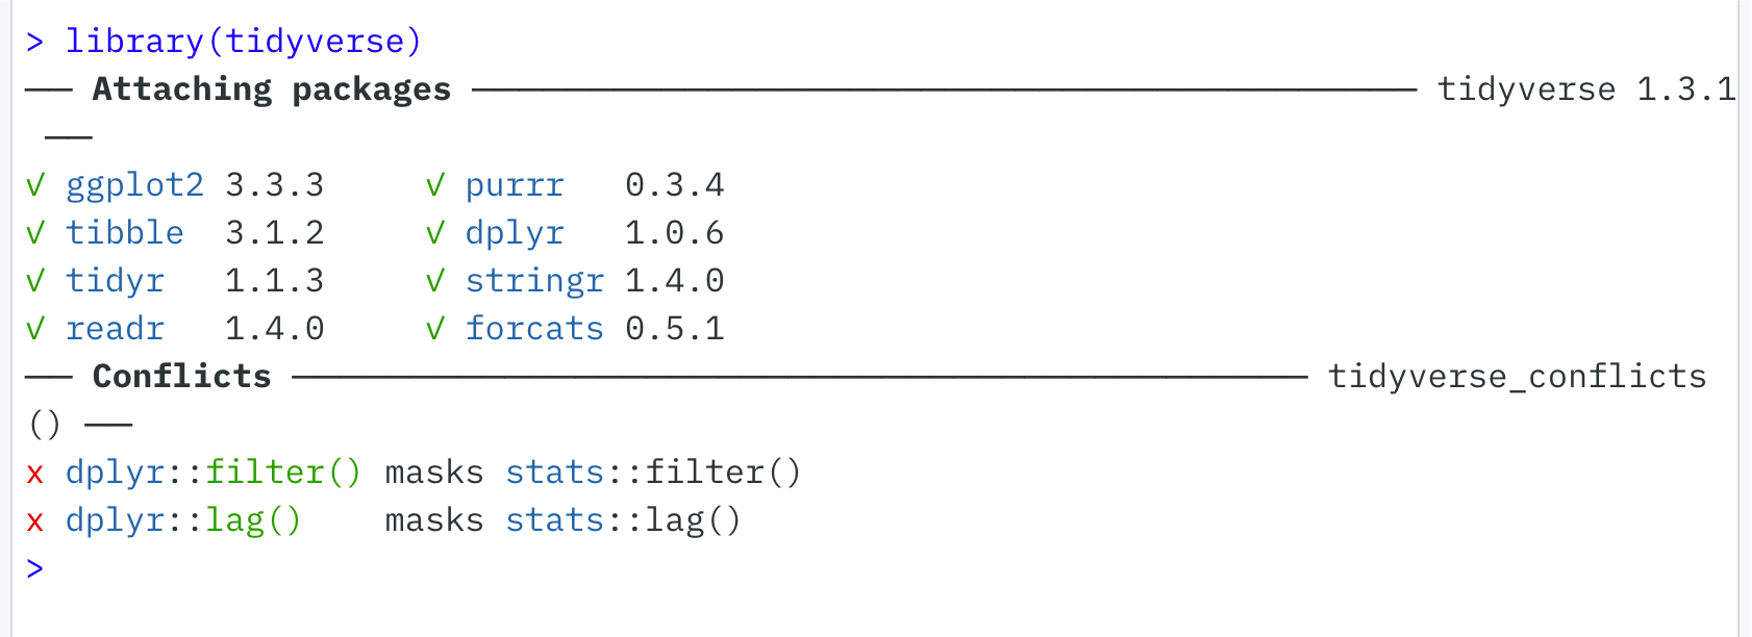 > library(tidyverse)
── Attaching packages ─────────────────────────────────────────────── tidyverse 1.3.1
 ──
√ ggplot2 3.3.3     √ purrr   0.3.4
√ tibble  3.1.2     √ dplyr   1.0.6
√ tidyr   1.1.3     √ stringr 1.4.0
√ readr   1.4.0     √ forcats 0.5.1
── Conflicts ─────────────────────────────────────────────────── tidyverse_conflicts
() ──
x dplyr::filter() masks stats::filter()
x dplyr::lag()    masks stats::lag()
>